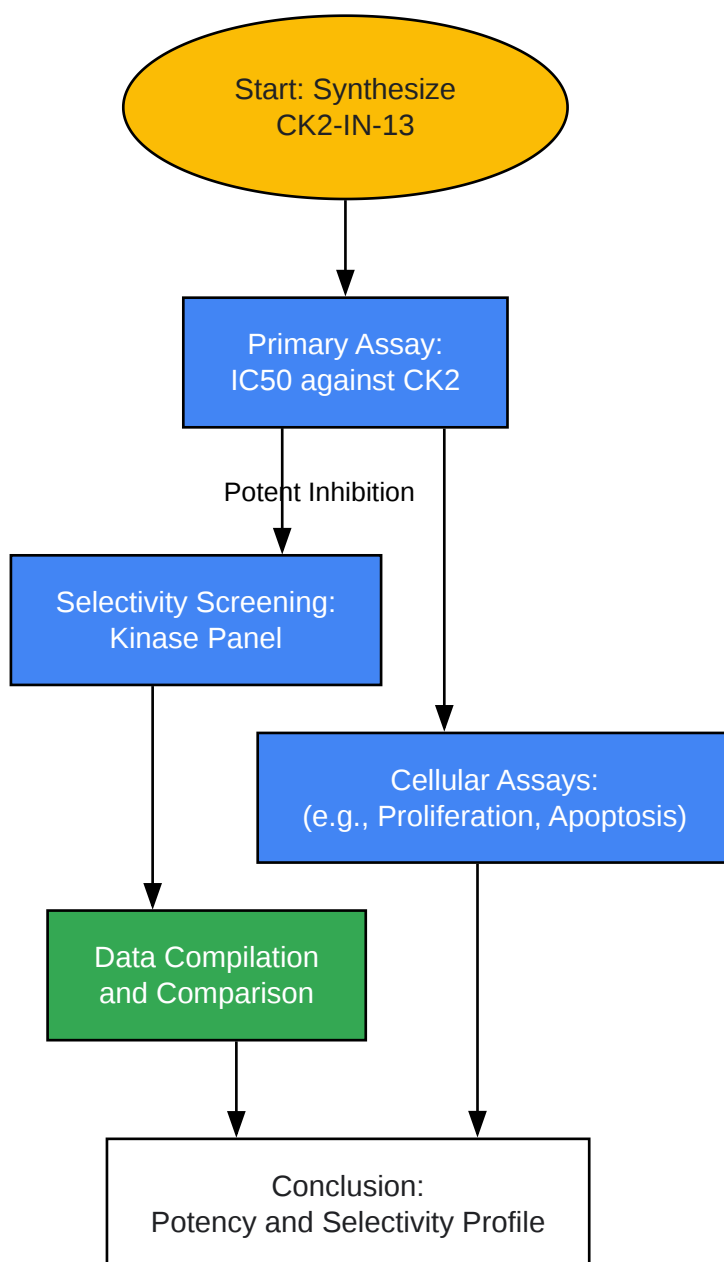 Start: Synthesize
CK2-IN-13
Primary Assay:
IC50 against CK2
Potent Inhibition
Selectivity Screening:
Kinase Panel
Cellular Assays:
(e.g., Proliferation, Apoptosis)
Data Compilation
and Comparison
Conclusion:
Potency and Selectivity Profile